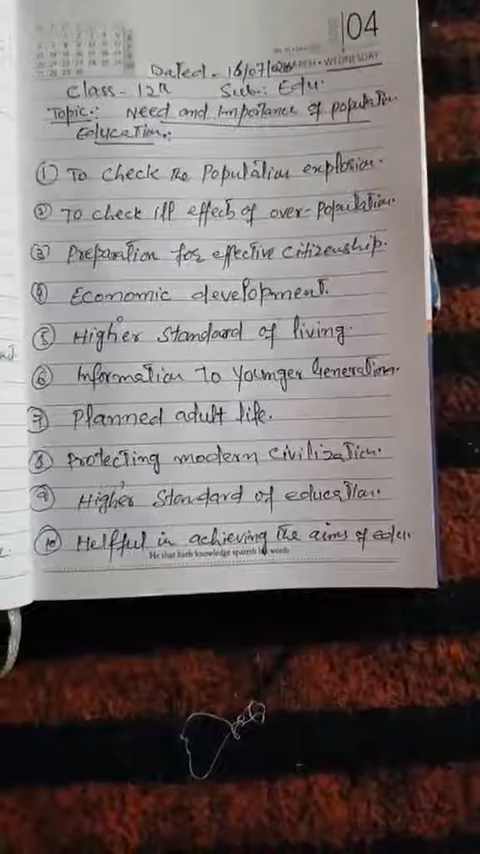 04
WEDNESDAY
Dated - 16/07/
Class - 12th Sub:- Edu.
Topic:- Need and Importance of population
Education:-
① To check the Population explosion.
② To check ill effect of over-Population.
③ Preparation for effective citizenship.
④ Economic development.
⑤ Higher Standard of living.
⑥ Information To Younger Generation.
⑦ Planned adult life.
⑧ Protecting modern civilization.
⑨ Higher Standard of education.
⑩ Helpful in achieving the aims of edu.
He that hath knowledge spareth his words